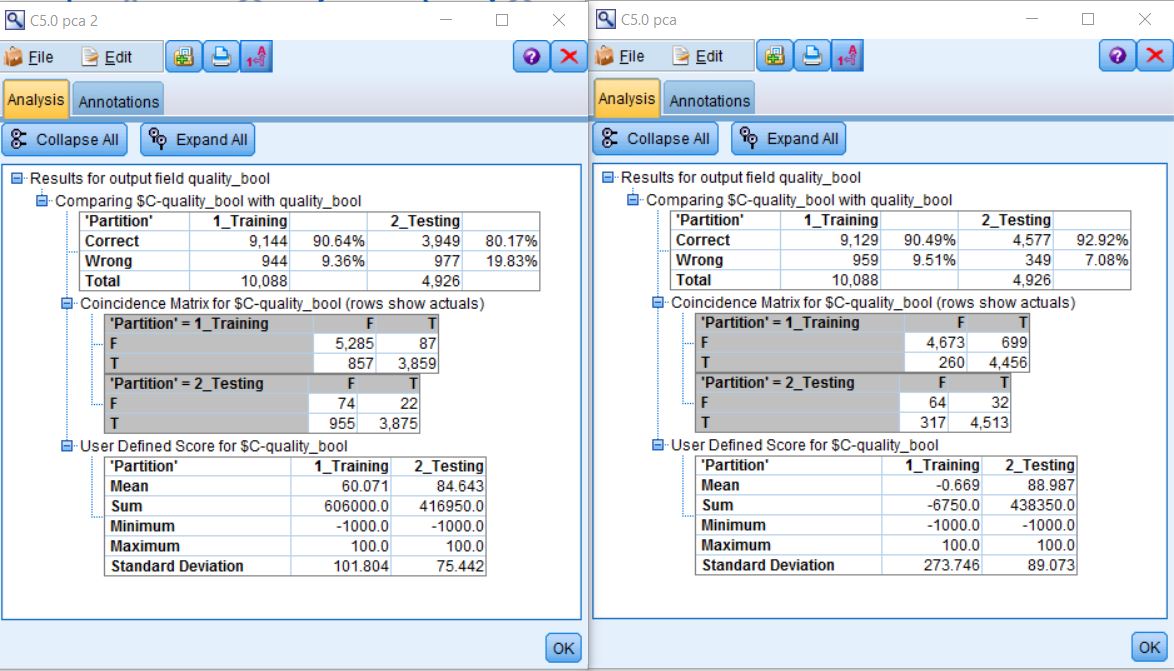 C5.0 pca 2
File Edit
Analysis Annotations
Collapse All Expand All
Results for output field quality_bool
Comparing $C-quality_bool with quality_bool
'Partition' 1_Training 2_Testing
Correct 9,144 90.64% 3,949 80.17%
Wrong 944 9.36% 977 19.83%
Total 10,088 4,926
Coincidence Matrix for $C-quality_bool (rows show actuals)
'Partition' = 1_Training F T
F 5,285 87
T 857 3,859
'Partition' = 2_Testing F T
F 74 22
T 955 3,875
User Defined Score for $C-quality_bool
'Partition' 1_Training 2_Testing
Mean 60.071 84.643
Sum 606000.0 416950.0
Minimum -1000.0 -1000.0
Maximum 100.0 100.0
Standard Deviation 101.804 75.442
OK
C5.0 pca
File Edit
Analysis Annotations
Collapse All Expand All
Results for output field quality_bool
Comparing $C-quality_bool with quality_bool
'Partition' 1_Training 2_Testing
Correct 9,129 90.49% 4,577 92.92%
Wrong 959 9.51% 349 7.08%
Total 10,088 4,926
Coincidence Matrix for $C-quality_bool (rows show actuals)
'Partition' = 1_Training F T
F 4,673 699
T 260 4,456
'Partition' = 2_Testing F T
F 64 32
T 317 4,513
User Defined Score for $C-quality_bool
'Partition' 1_Training 2_Testing
Mean -0.669 88.987
Sum -6750.0 438350.0
Minimum -1000.0 -1000.0
Maximum 100.0 100.0
Standard Deviation 273.746 89.073
OK